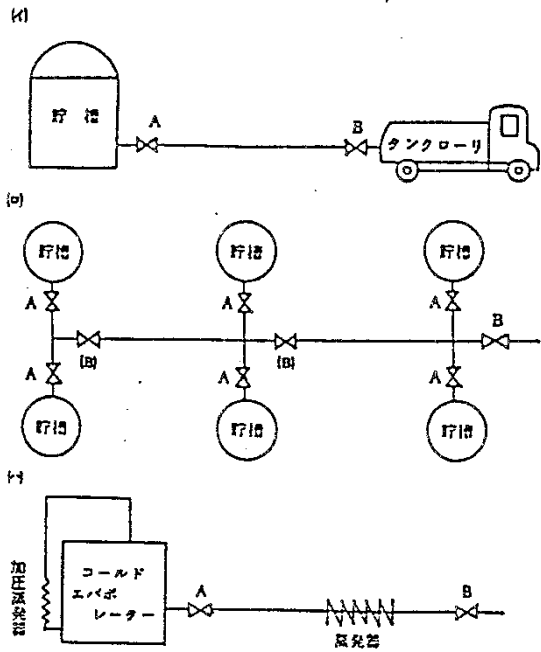 (イ)
貯槽
A
B
タンクローリ
(ロ)
貯槽
貯槽
貯槽
A
A
A
B
(B)
(B)
A
A
A
貯槽
貯槽
貯槽
(ハ)
加圧蒸発器
コールド
エバポ
レーター
A
B
蒸発器